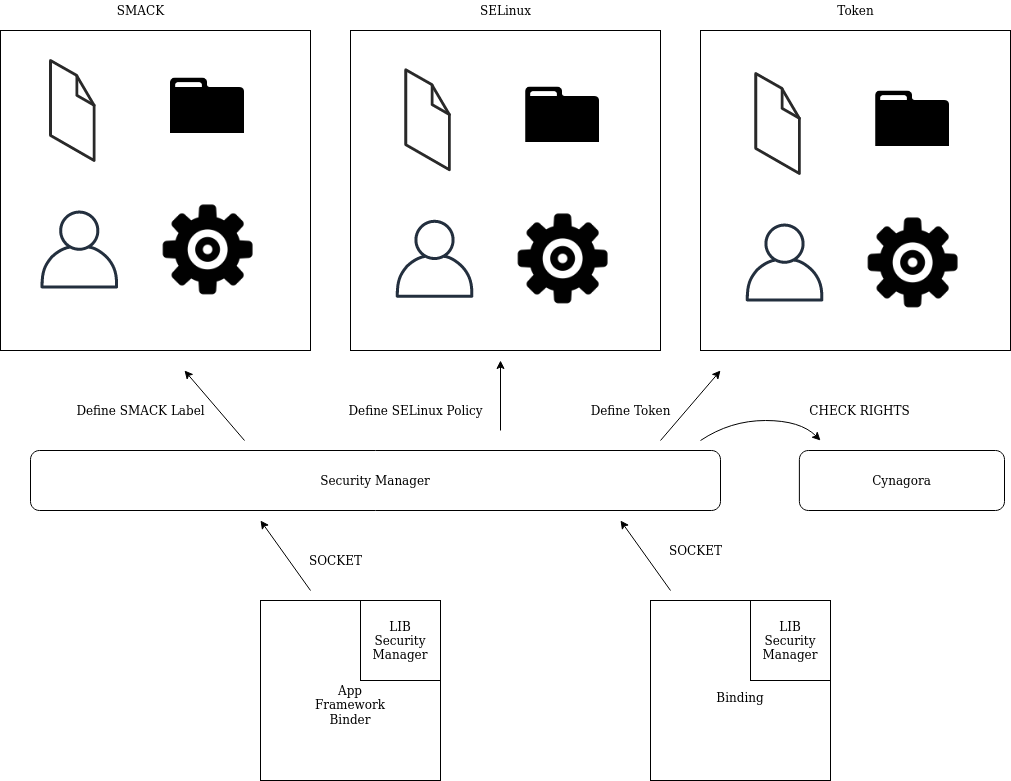 SMACK
SELinux
Token
Define SMACK Label
Define SELinux Policy
Define Token
CHECK RIGHTS
Security Manager
Cynagora
SOCKET
SOCKET
LIB
Security
Manager
App
Framework
Binder
LIB
Security
Manager
Binding